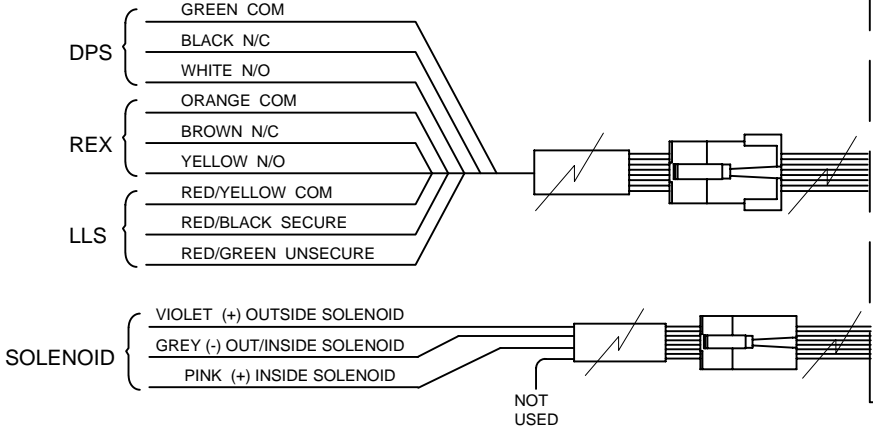 GREEN COM
DPS
BLACK N/C
WHITE N/O
ORANGE COM
REX
BROWN N/C
YELLOW N/O
RED/YELLOW COM
LLS
RED/BLACK SECURE
RED/GREEN UNSECURE
VIOLET (+) OUTSIDE SOLENOID
SOLENOID
GREY (-) OUT/INSIDE SOLENOID
PINK (+) INSIDE SOLENOID
NOT
USED